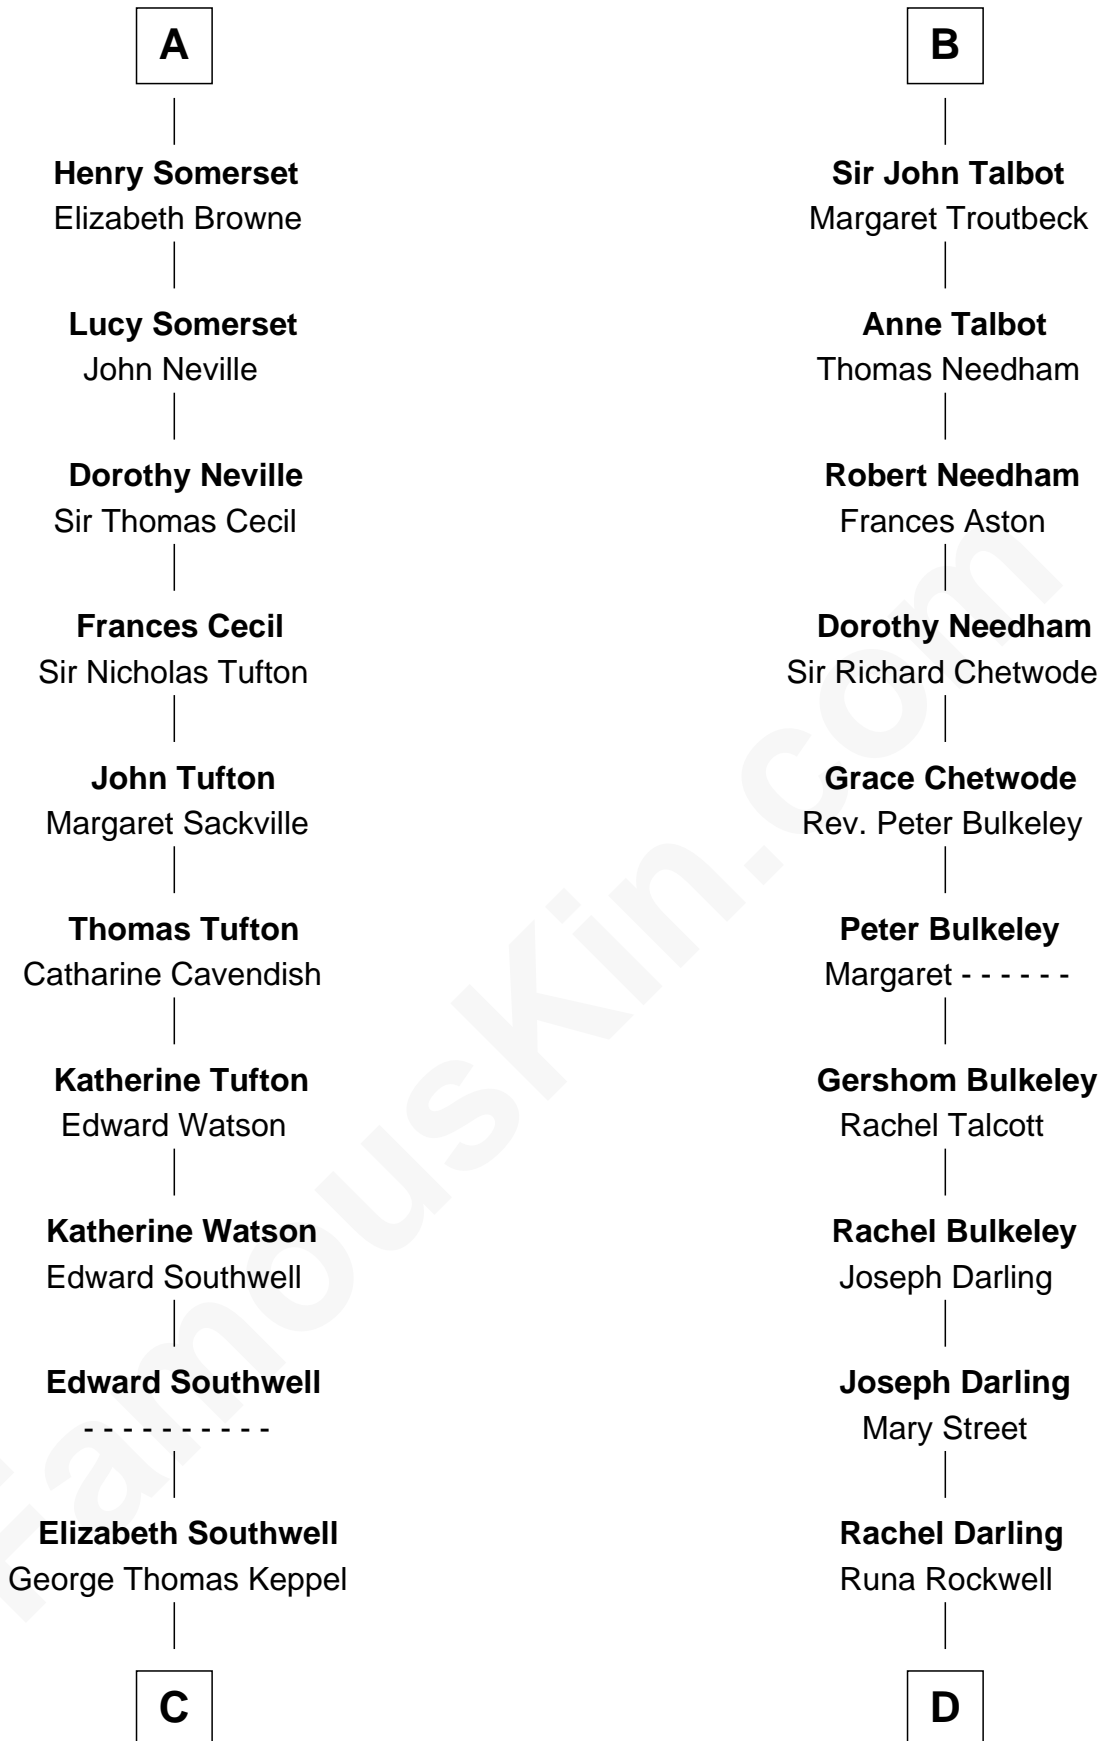 A
Henry Somerset
Elizabeth Browne
Lucy Somerset
John Neville
Dorothy Neville
Sir Thomas Cecil
Frances Cecil
Sir Nicholas Tufton
John Tufton
Margaret Sackville
Thomas Tufton
Catharine Cavendish
Katherine Tufton
Edward Watson
Katherine Watson
Edward Southwell
Edward Southwell
- - - - - - - - - -
Elizabeth Southwell
George Thomas Keppel
C
B
Sir John Talbot
Margaret Troutbeck
Anne Talbot
Thomas Needham
Robert Needham
Frances Aston
Dorothy Needham
Sir Richard Chetwode
Grace Chetwode
Rev. Peter Bulkeley
Peter Bulkeley
Margaret - - - - - -
Gershom Bulkeley
Rachel Talcott
Rachel Bulkeley
Joseph Darling
Joseph Darling
Mary Street
Rachel Darling
Runa Rockwell
D
FamousKin.com